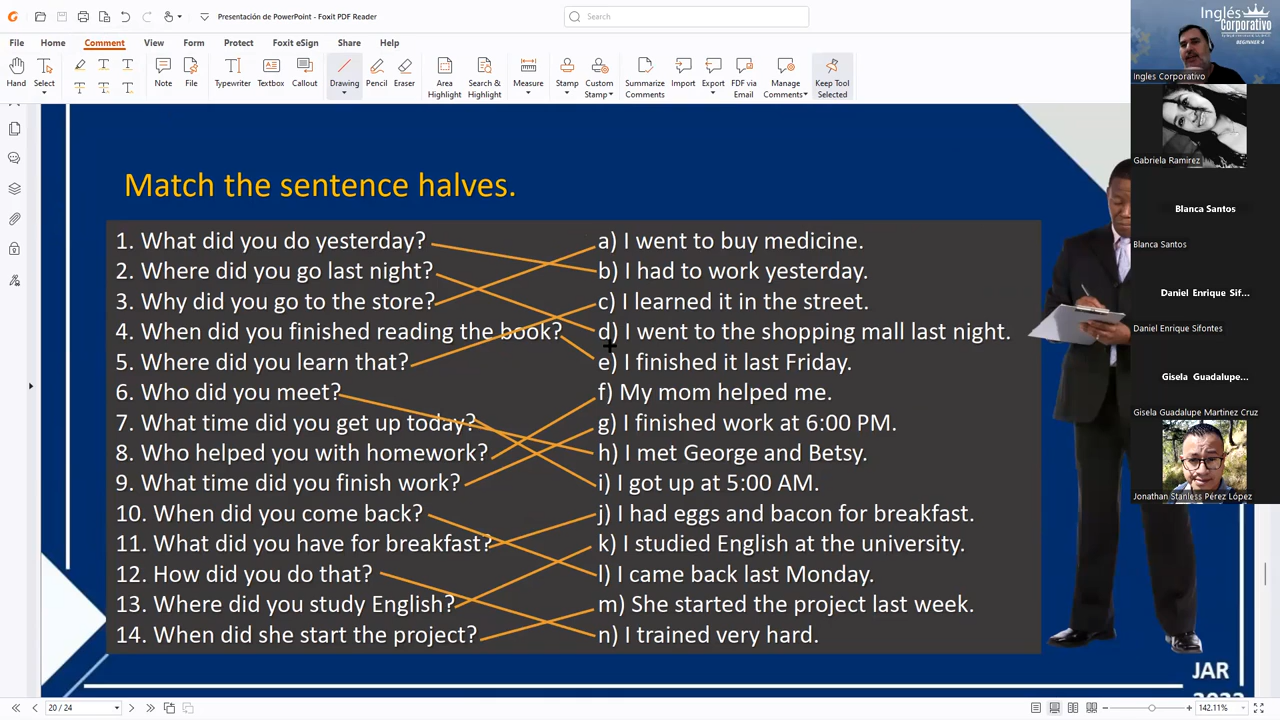 Presentación de PowerPoint - Foxit PDF Reader
Search
File Home Comment View Form Protect Foxit eSign Share Help
Hand Select Note File Typewriter Textbox Callout Drawing Pencil Eraser Area Highlight Search & Highlight Measure Stamp Custom Stamp Summarize Comments Import Export FDF via Email Manage Comments Keep Tool Selected
Inglés
Corporativo
BEGINNER 4
Ingles Corporativo
Gabriela Ramirez
Blanca Santos
Blanca Santos
Daniel Enrique Sif...
Daniel Enrique Sifontes
Gisela Guadalupe...
Gisela Guadalupe Martinez Cruz
Jonathan Stanless Pérez López
Match the sentence halves.
1. What did you do yesterday? a) I went to buy medicine.
2. Where did you go last night? b) I had to work yesterday.
3. Why did you go to the store? c) I learned it in the street.
4. When did you finished reading the book? d) I went to the shopping mall last night.
5. Where did you learn that? e) I finished it last Friday.
6. Who did you meet? f) My mom helped me.
7. What time did you get up today? g) I finished work at 6:00 PM.
8. Who helped you with homework? h) I met George and Betsy.
9. What time did you finish work? i) I got up at 5:00 AM.
10. When did you come back? j) I had eggs and bacon for breakfast.
11. What did you have for breakfast? k) I studied English at the university.
12. How did you do that? l) I came back last Monday.
13. Where did you study English? m) She started the project last week.
14. When did she start the project? n) I trained very hard.
JAR
20 / 24
142.11%